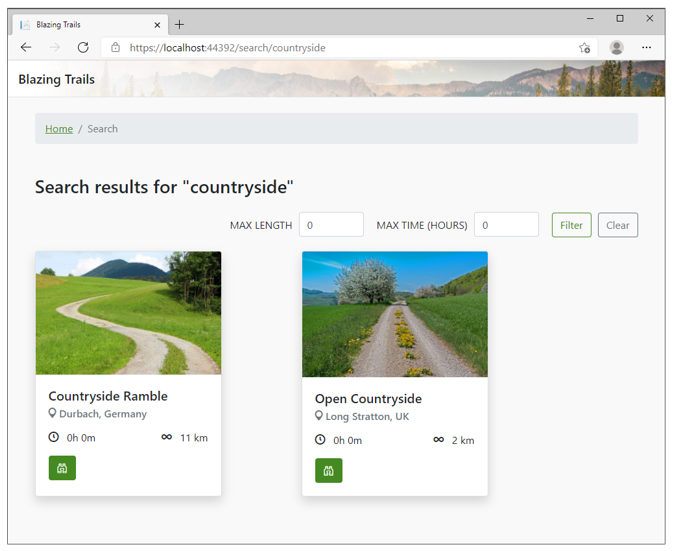 Blazing Trails
https://localhost:44392/search/countryside
Blazing Trails
Home / Search
Search results for "countryside"
MAX LENGTH 0 MAX TIME (HOURS) 0 Filter Clear
Countryside Ramble
Durbach, Germany
0h 0m 11 km
Open Countryside
Long Stratton, UK
0h 0m 2 km